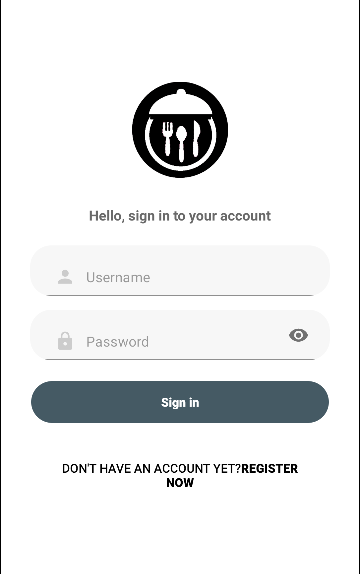 Hello, sign in to your account
Username
Password
Sign in
DON'T HAVE AN ACCOUNT YET?REGISTER
NOW